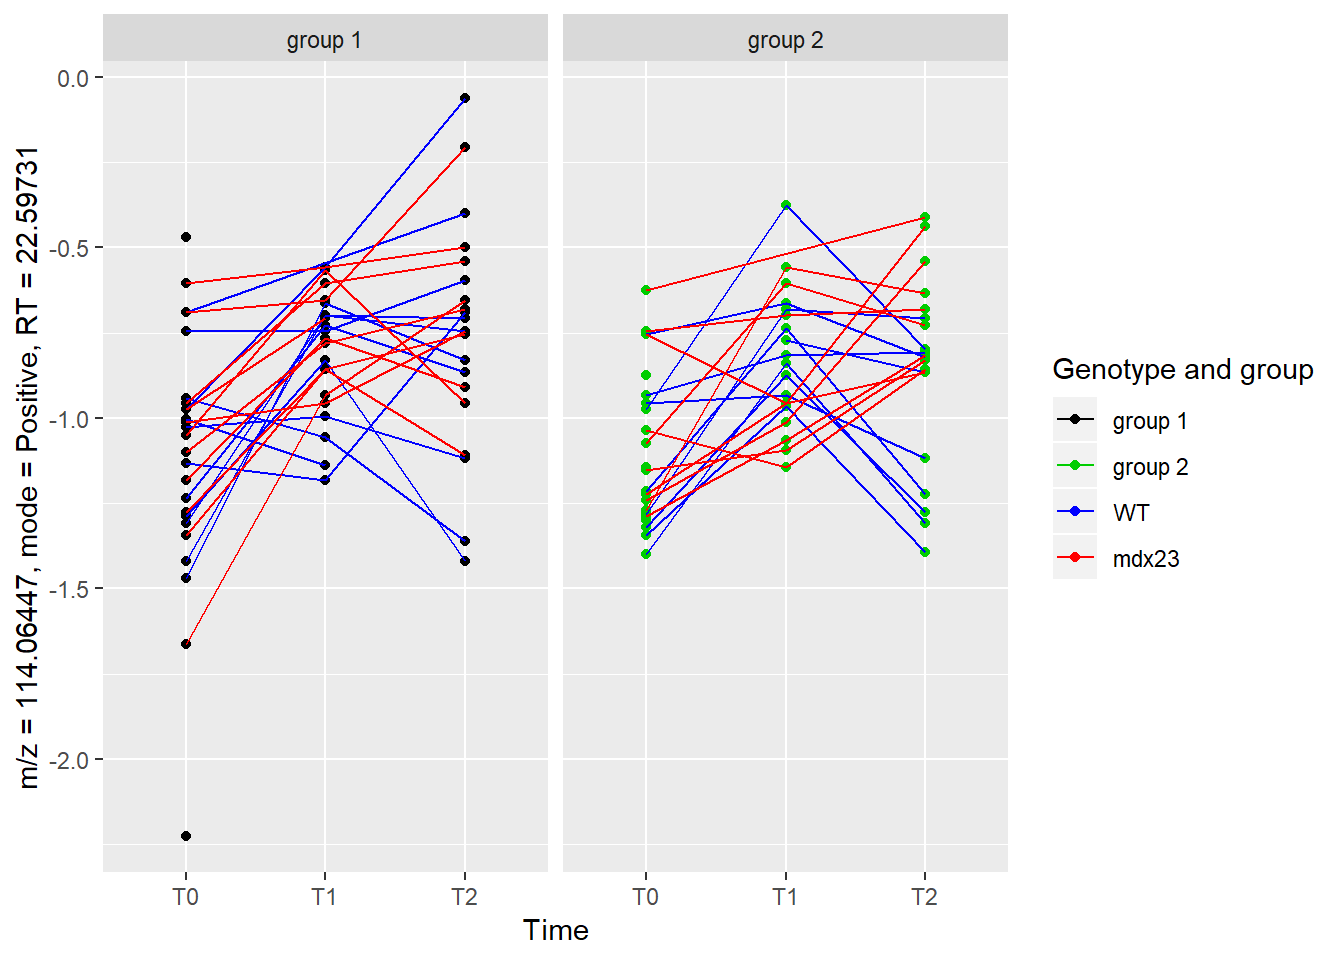 group 1
group 2
m/z = 114.06447, mode = Positive, RT = 22.59731
0.0
-0.5
-1.0
-1.5
-2.0
T0
T1
T2
T0
T1
T2
Time
Genotype and group
group 1
group 2
WT
mdx23